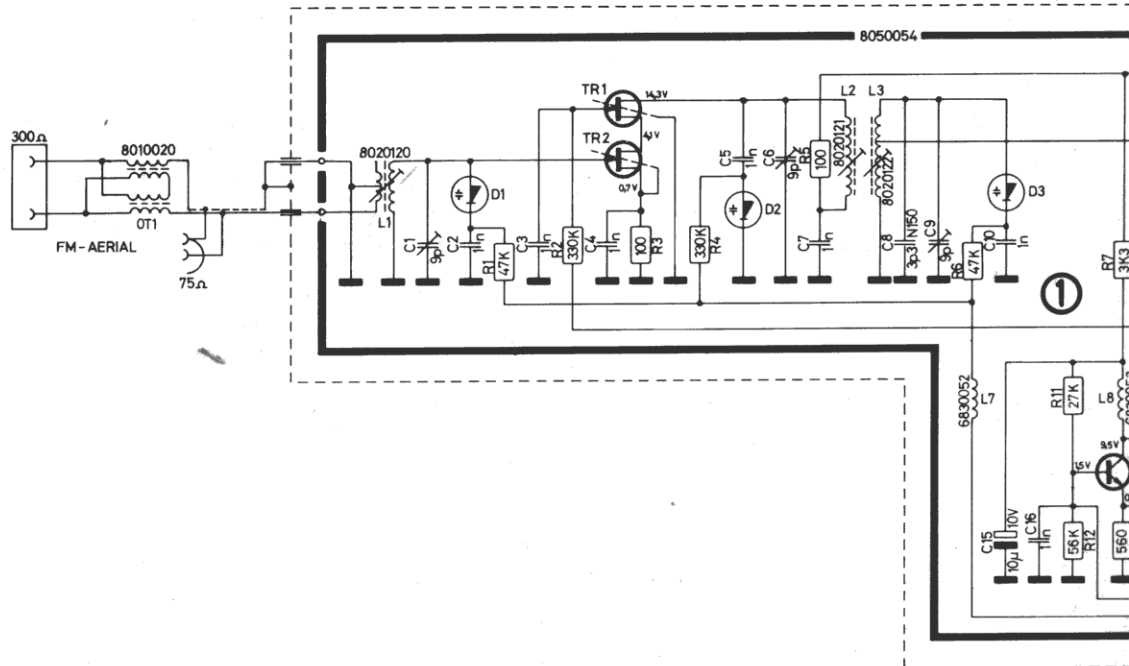 8050054
300Ω
8010020
OT1
FM-AERIAL
75Ω
8020120
L1
C1
9p
C2
1n
D1
R1
47K
C3
1n
R2
330K
TR1
14,3V
TR2
4,1V
0,7V
C4
1n
100
R3
R4
330K
C5
1n
D2
C6
9p
R5
100
C7
1n
L2
L3
8020121
8020122
C8
3p3
N150
C9
9p
D3
R6
47K
C10
1n
1
R7
3K3
6830052
L7
R11
27K
L8
9,5V
1,5V
C15
10V
10µ
C16
1n
56K
R12
560